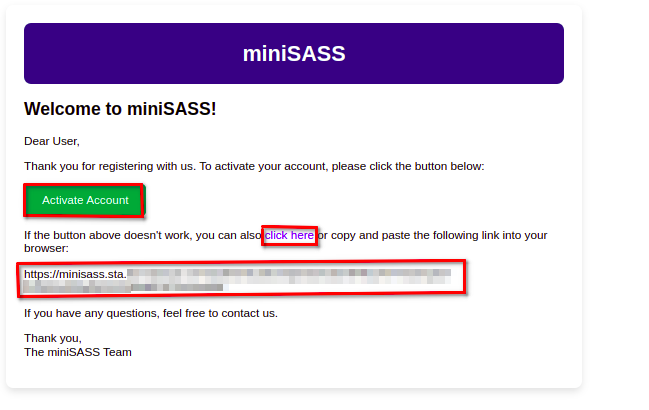 miniSASS
Welcome to miniSASS!
Dear User,
Thank you for registering with us. To activate your account, please click the button below:
Activate Account
If the button above doesn't work, you can also click here or copy and paste the following link into your
browser:
https://minisass.sta.
If you have any questions, feel free to contact us.
Thank you,
The miniSASS Team